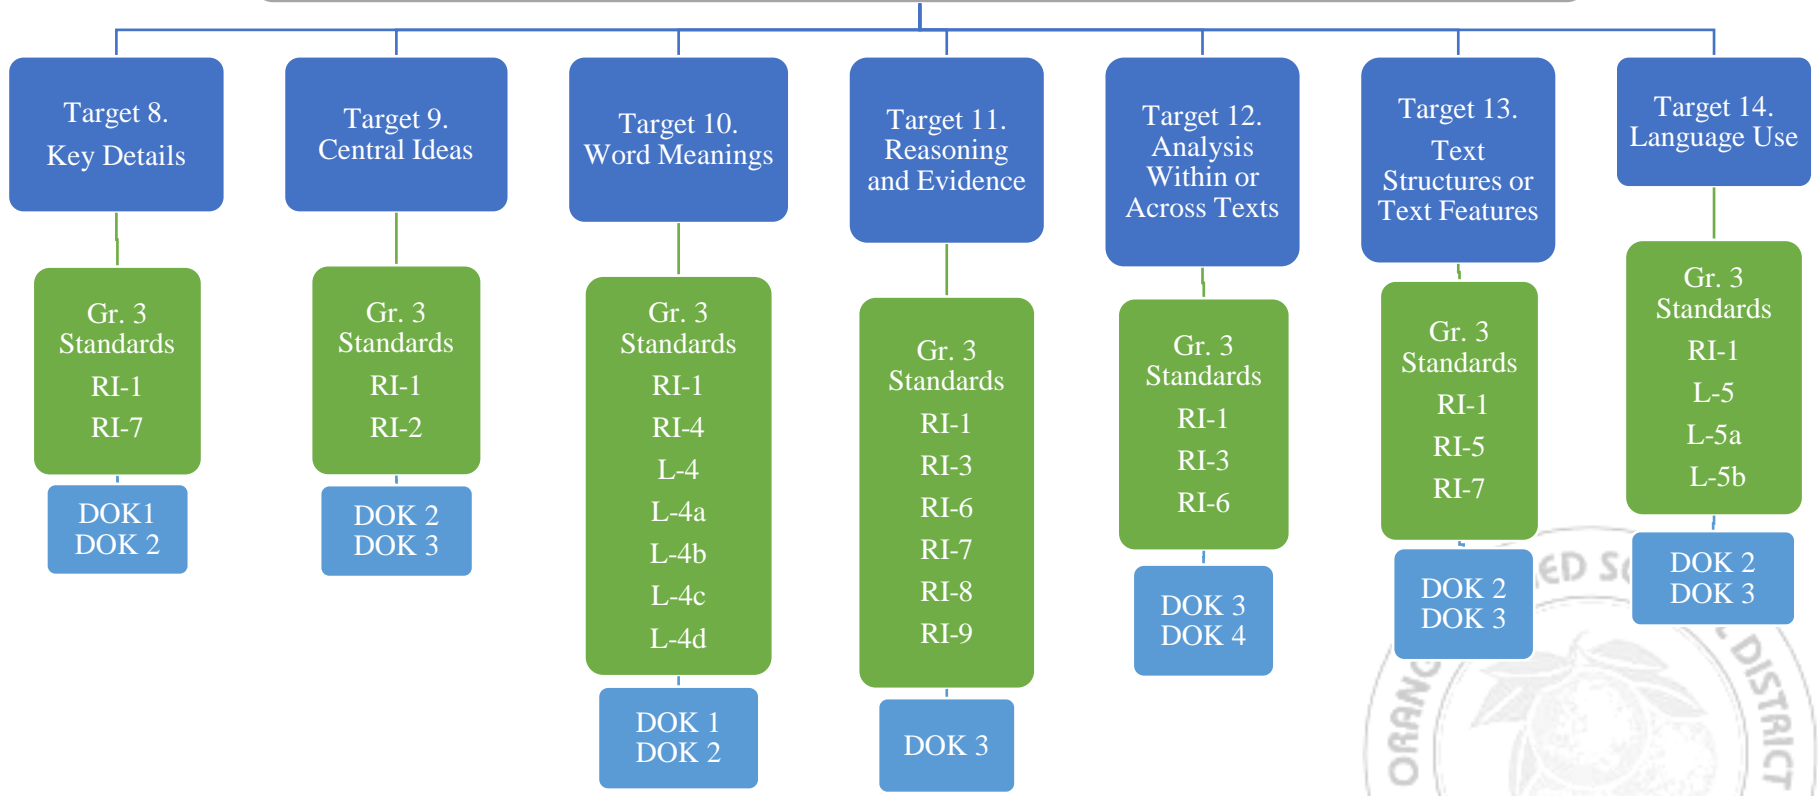 Target 8.
Key Details
Gr. 3
Standards
RI-1
RI-7
DOK1
DOK 2
Target 9.
Central Ideas
Gr. 3
Standards
RI-1
RI-2
DOK 2
DOK 3
Target 10.
Word Meanings
Gr. 3
Standards
RI-1
RI-4
L-4
L-4a
L-4b
L-4c
L-4d
DOK 1
DOK 2
Target 11.
Reasoning
and Evidence
Gr. 3
Standards
RI-1
RI-3
RI-6
RI-7
RI-8
RI-9
DOK 3
Target 12.
Analysis
Within or
Across Texts
Gr. 3
Standards
RI-1
RI-3
RI-6
DOK 3
DOK 4
Target 13.
Text
Structures or
Text Features
Gr. 3
Standards
RI-1
RI-5
RI-7
DOK 2
DOK 3
Target 14.
Language Use
Gr. 3
Standards
RI-1
L-5
L-5a
L-5b
DOK 2
DOK 3
DISTRICT